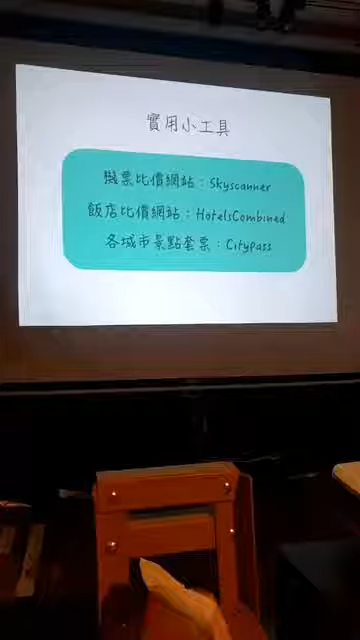 實用小工具
機票比價網站：Skyscanner
飯店比價網站：HotelsCombined
各城市景點套票：Citypass